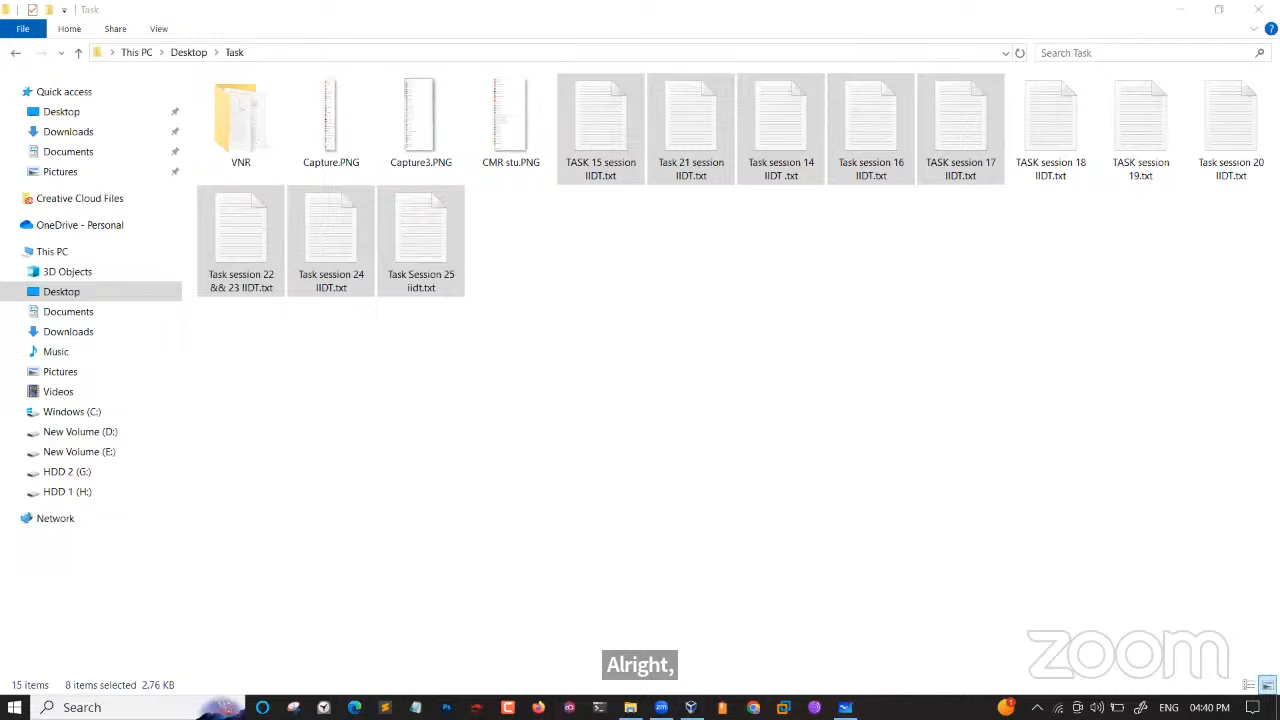 Task
File
Home
Share
View
This PC
Desktop
Task
Search Task
Quick access
Desktop
Downloads
Documents
Pictures
Creative Cloud Files
OneDrive - Personal
This PC
3D Objects
Desktop
Documents
Downloads
Music
Pictures
Videos
Windows (C:)
New Volume (D:)
New Volume (E:)
HDD 2 (G:)
HDD 1 (H:)
Network
VNR
Capture.PNG
Capture3.PNG
CMR stu.PNG
TASK 15 session
IIDT.txt
Task 21 session
IIDT.txt
Task session 14
IIDT .txt
Task session 16
IIDT.txt
TASK session 17
IIDT.txt
TASK session 18
IIDT.txt
TASK session
19.txt
Task session 20
IIDT.txt
Task session 22
&& 23 IIDT.txt
Task session 24
IIDT.txt
Task Session 25
iidt.txt
zoom
Alright,
15 items
8 items selected 2.76 KB
Search
ENG
04:40 PM